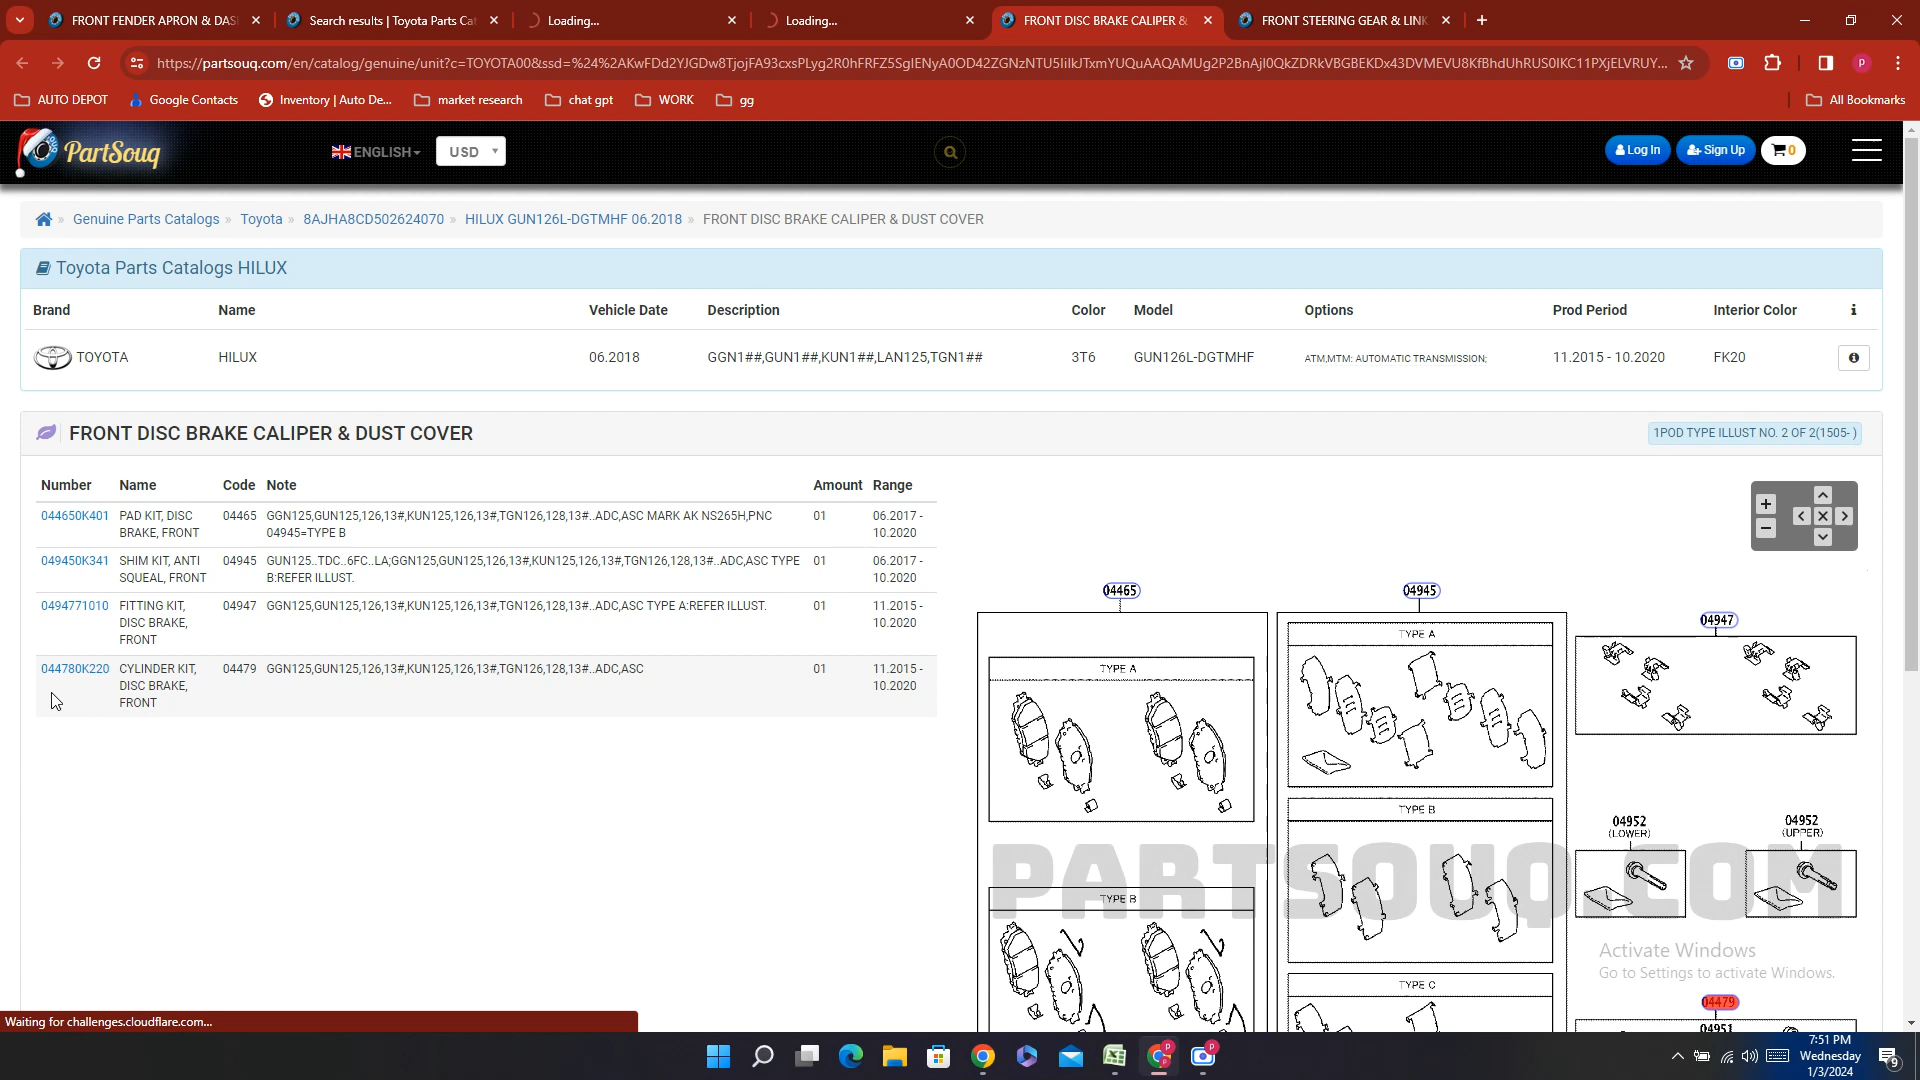 FRONT FENDER APRON & DAS
Search results | Toyota Parts Cat
Loading...
Loading...
FRONT DISC BRAKE CALIPER &
FRONT STEERING GEAR & LINK
AUTO DEPOT
Google Contacts
Inventory | Auto De...
market research
chat gpt
WORK
gg
All Bookmarks
PartSouq
ENGLISH
USD
Log In
Sign Up
0
» Genuine Parts Catalogs » Toyota » 8AJHA8CD502624070 » HILUX GUN126L-DGTMHF 06.2018 » FRONT DISC BRAKE CALIPER & DUST COVER
Toyota Parts Catalogs HILUX
Brand Name Vehicle Date Description Color Model Options Prod Period Interior Color
TOYOTA HILUX 06.2018 GGN1##,GUN1##,KUN1##,LAN125,TGN1## 3T6 GUN126L-DGTMHF ATM,MTM: AUTOMATIC TRANSMISSION; 11.2015 - 10.2020 FK20
FRONT DISC BRAKE CALIPER & DUST COVER
1POD TYPE ILLUST NO. 2 OF 2(1505- )
Number Name Code Note Amount Range
044650K401 PAD KIT, DISC 04465 GGN125,GUN125,126,13#,KUN125,126,13#,TGN126,128,13#..ADC,ASC MARK AK NS265H,PNC 01 06.2017 -
BRAKE, FRONT 04945=TYPE B 10.2020
049450K341 SHIM KIT, ANTI 04945 GUN125..TDC..6FC..LA;GGN125,GUN125,126,13#,KUN125,126,13#,TGN126,128,13#..ADC,ASC TYPE 01 06.2017 -
SQUEAL, FRONT B:REFER ILLUST. 10.2020
0494771010 FITTING KIT, 04947 GGN125,GUN125,126,13#,KUN125,126,13#,TGN126,128,13#..ADC,ASC TYPE A:REFER ILLUST. 01 11.2015 -
DISC BRAKE, 10.2020
FRONT
044780K220 CYLINDER KIT, 04479 GGN125,GUN125,126,13#,KUN125,126,13#,TGN126,128,13#..ADC,ASC 01 11.2015 -
DISC BRAKE, 10.2020
FRONT
04465
04945
04947
TYPE A
TYPE A
TYPE B
04952
(LOWER)
04952
(UPPER)
PARTSOUQ.COM
TYPE B
Activate Windows
Go to Settings to activate Windows.
TYPE C
04479
04951
Waiting for challenges.cloudflare.com...
7:51 PM
Wednesday
1/3/2024
9